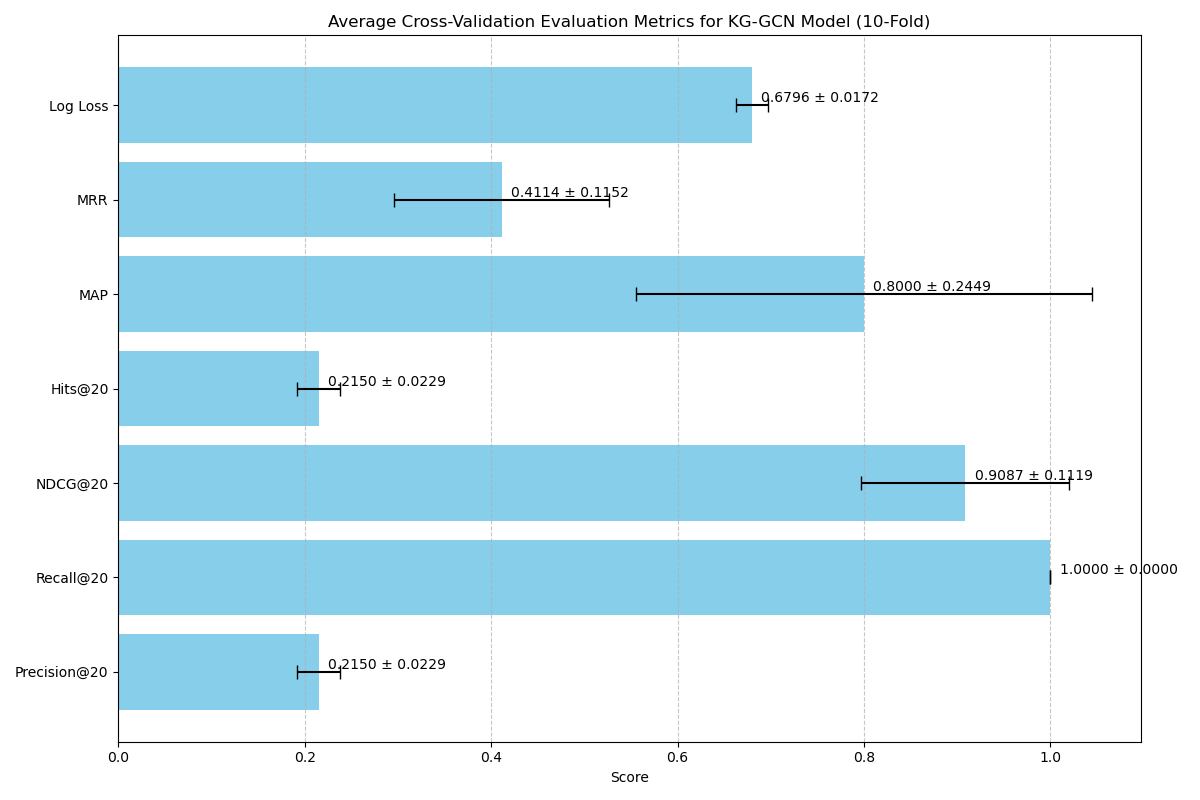 Average Cross-Validation Evaluation Metrics for KG-GCN Model (10-Fold)
Log Loss
0.6796 ± 0.0172
MRR
0.4114 ± 0.1152
MAP
0.8000 ± 0.2449
Hits@20
0.2150 ± 0.0229
NDCG@20
0.9087 ± 0.1119
Recall@20
1.0000 ± 0.0000
Precision@20
0.2150 ± 0.0229
0.0 0.2 0.4 0.6 0.8 1.0
Score